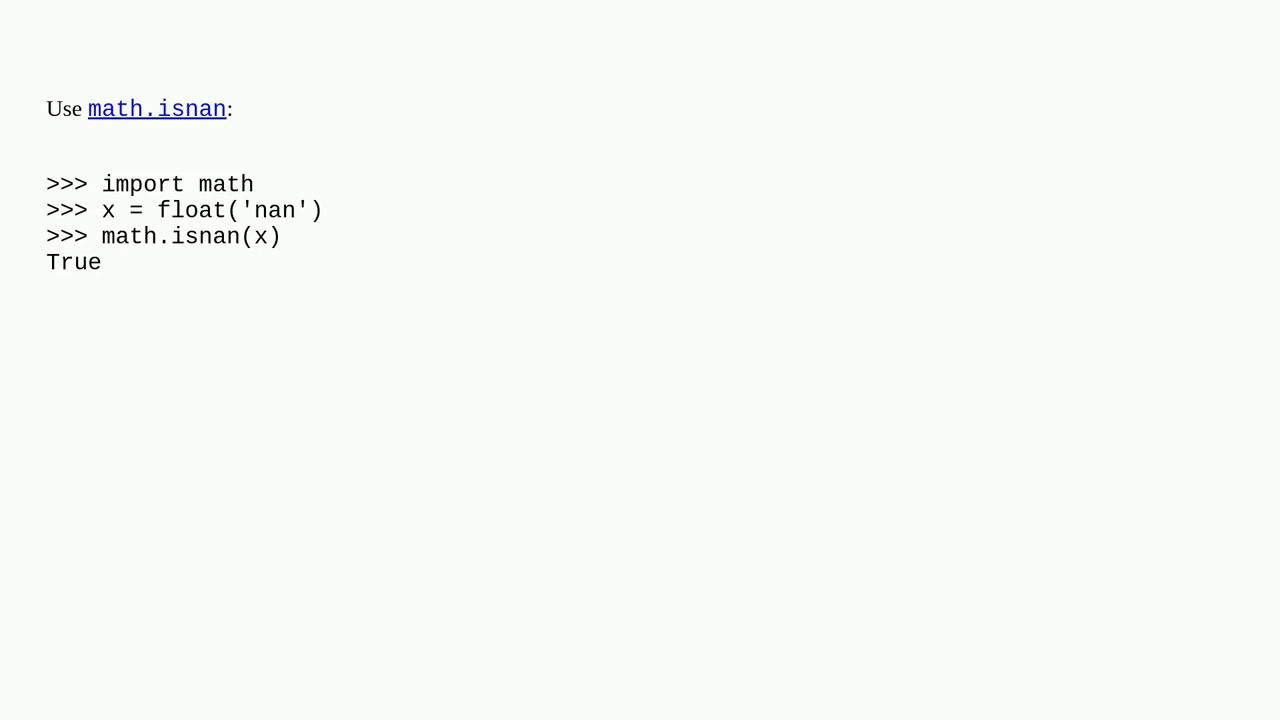 Use math.isnan:
>>> import math
>>> x = float('nan')
>>> math.isnan(x)
True